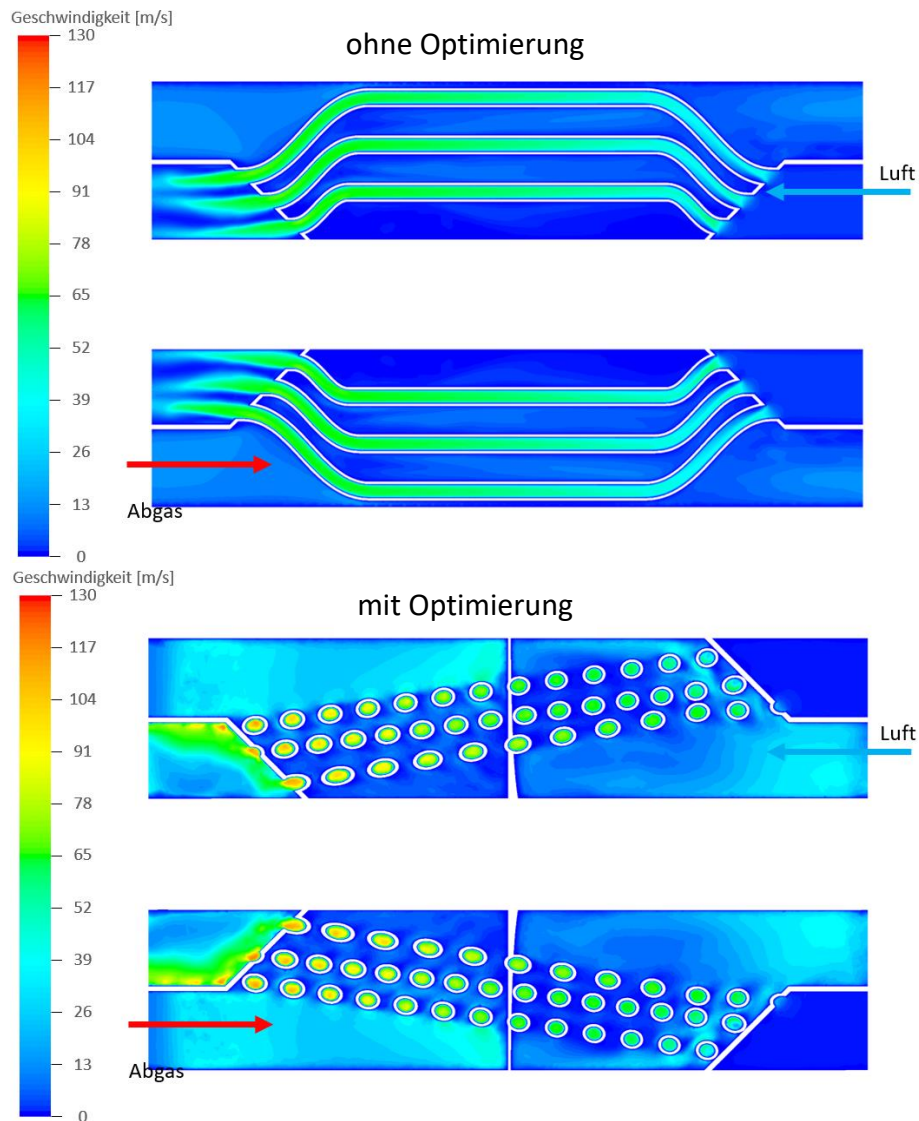 Geschwindigkeit [m/s]
130
117
104
91
78
65
52
39
26
13
0
ohne Optimierung
Luft
Abgas
Geschwindigkeit [m/s]
130
117
104
91
78
65
52
39
26
13
0
mit Optimierung
Luft
Abgas